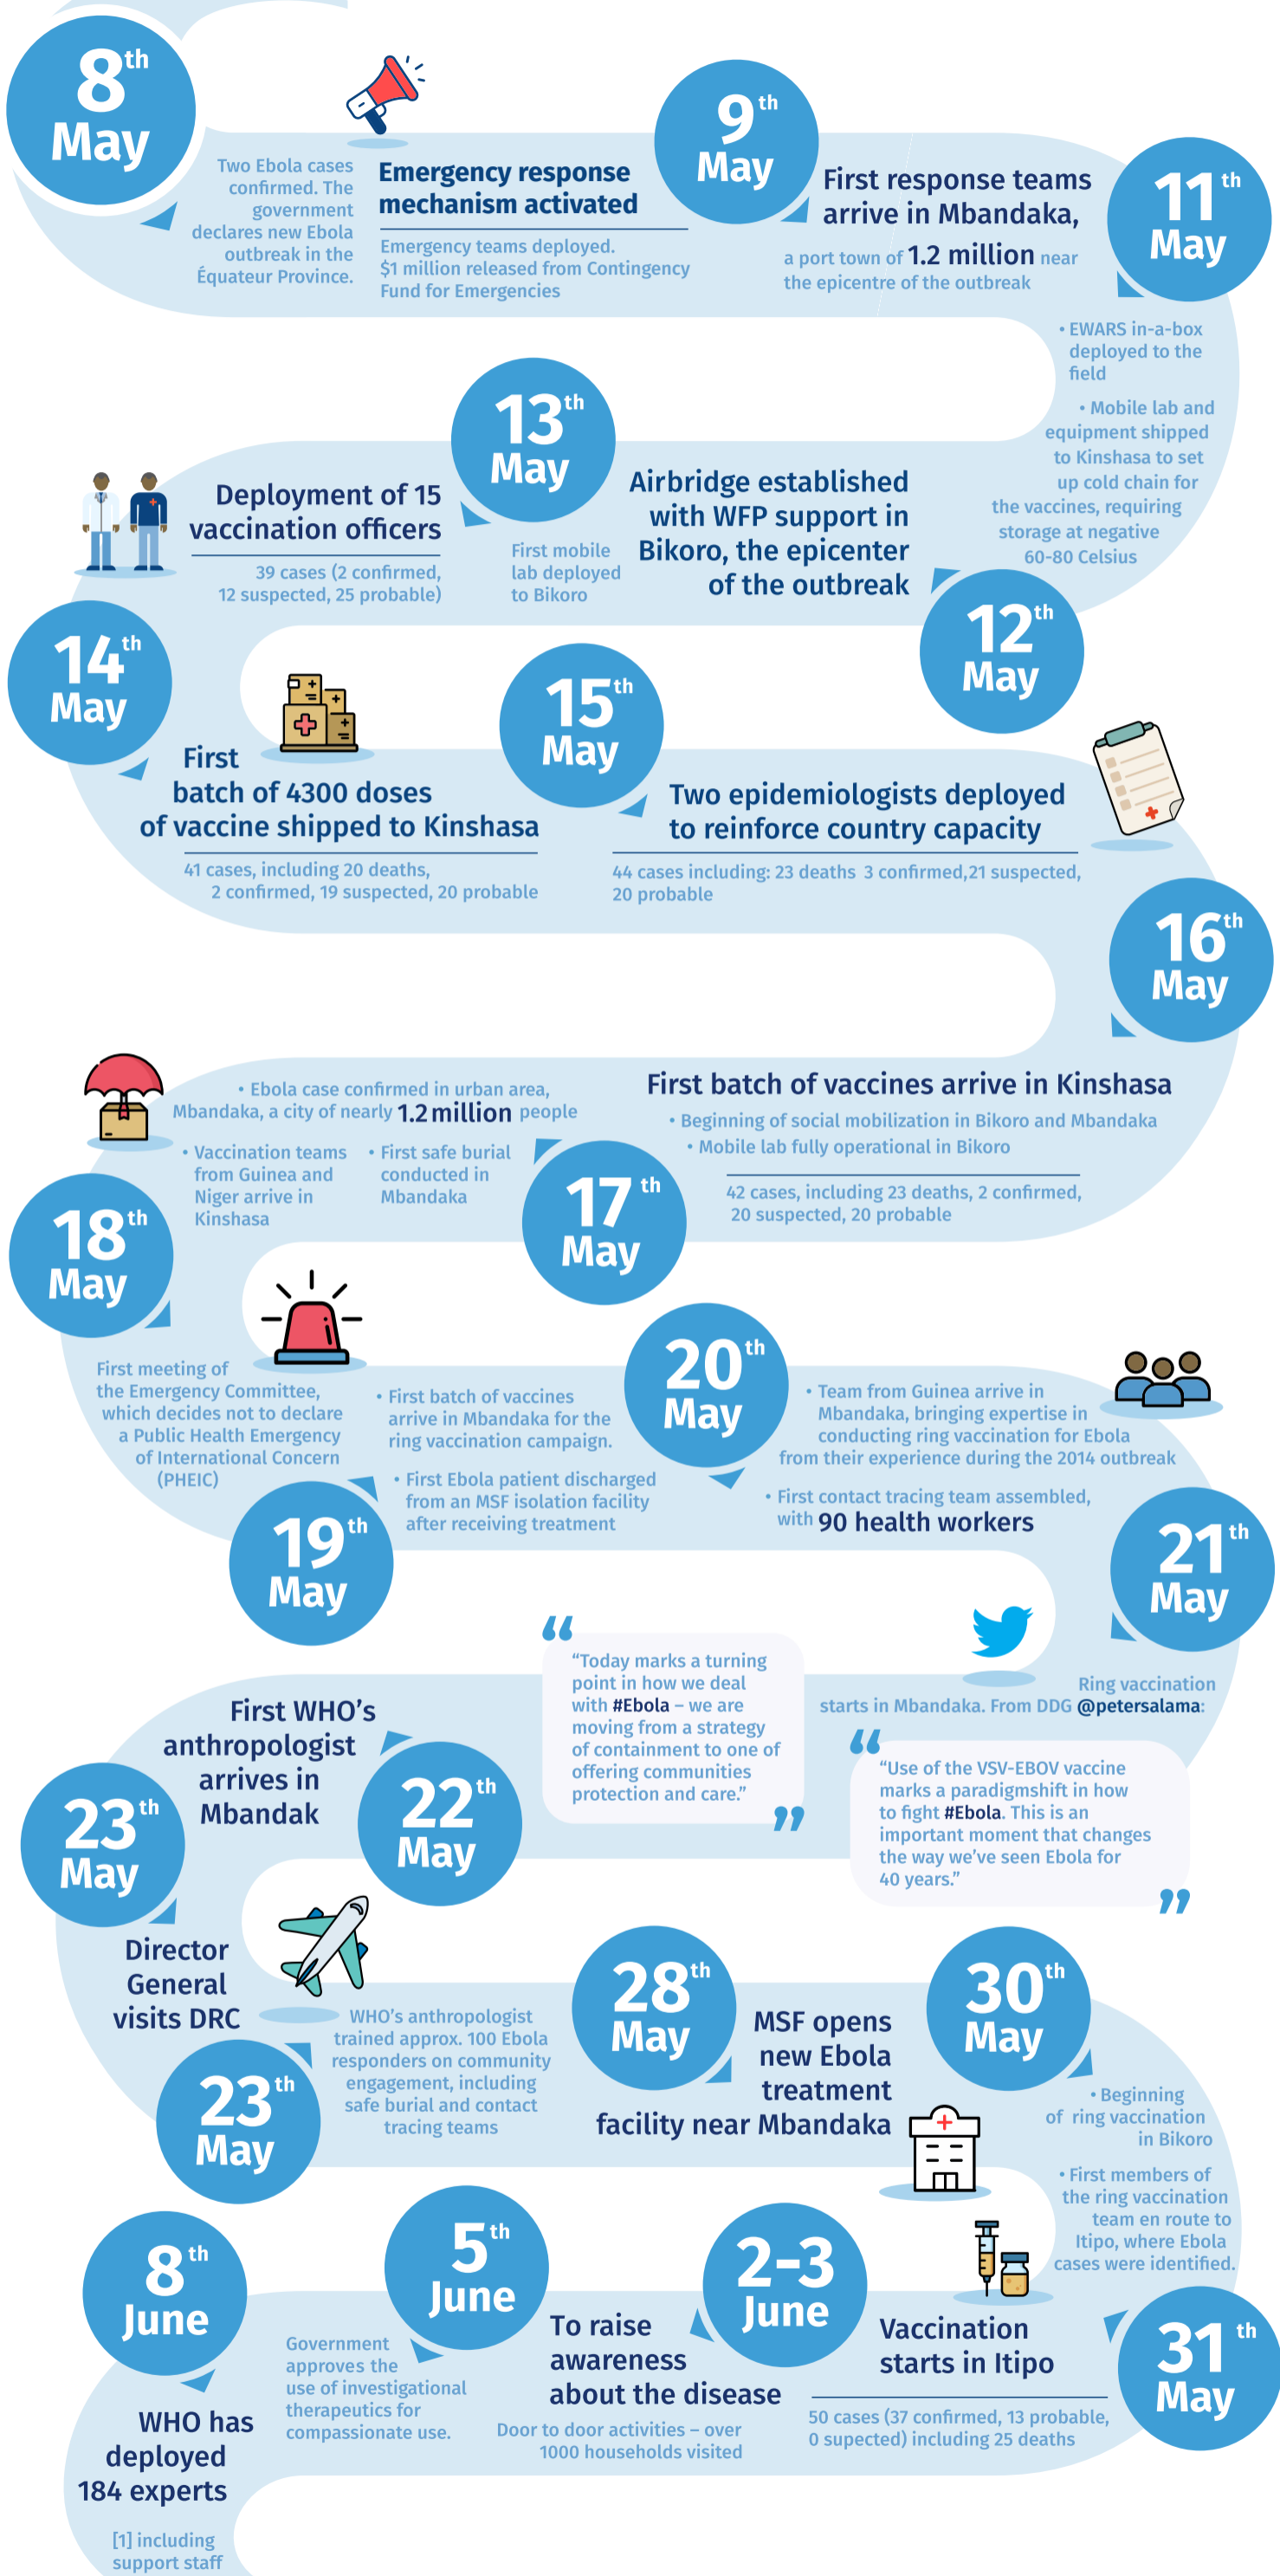 8th
May
Two Ebola cases
confirmed. The
government
declares new Ebola
outbreak in the
Équateur Province.
Emergency response
mechanism activated
Emergency teams deployed.
$1 million released from Contingency
Fund for Emergencies
9th
May
First response teams
arrive in Mbandaka,
a port town of 1.2 million near
the epicentre of the outbreak
11th
May
• EWARS in-a-box
deployed to the
field
• Mobile lab and
equipment shipped
to Kinshasa to set
up cold chain for
the vaccines, requiring
storage at negative
60-80 Celsius
12th
May
Airbridge established
with WFP support in
Bikoro, the epicenter
of the outbreak
13th
May
First mobile
lab deployed
to Bikoro
Deployment of 15
vaccination officers
39 cases (2 confirmed,
12 suspected, 25 probable)
14th
May
First
batch of 4300 doses
of vaccine shipped to Kinshasa
41 cases, including 20 deaths,
2 confirmed, 19 suspected, 20 probable
15th
May
Two epidemiologists deployed
to reinforce country capacity
44 cases including: 23 deaths 3 confirmed,21 suspected,
20 probable
16th
May
First batch of vaccines arrive in Kinshasa
• Beginning of social mobilization in Bikoro and Mbandaka
• Mobile lab fully operational in Bikoro
42 cases, including 23 deaths, 2 confirmed,
20 suspected, 20 probable
17th
May
• Ebola case confirmed in urban area,
Mbandaka, a city of nearly 1.2 million people
• Vaccination teams
from Guinea and
Niger arrive in
Kinshasa
• First safe burial
conducted in
Mbandaka
18th
May
First meeting of
the Emergency Committee,
which decides not to declare
a Public Health Emergency
of International Concern
(PHEIC)
19th
May
• First batch of vaccines
arrive in Mbandaka for the
ring vaccination campaign.
• First Ebola patient discharged
from an MSF isolation facility
after receiving treatment
20th
May
• Team from Guinea arrive in
Mbandaka, bringing expertise in
conducting ring vaccination for Ebola
from their experience during the 2014 outbreak
• First contact tracing team assembled,
with 90 health workers
21th
May
Ring vaccination
starts in Mbandaka. From DDG @petersalama:
“Use of the VSV-EBOV vaccine
marks a paradigmshift in how
to fight #Ebola. This is an
important moment that changes
the way we’ve seen Ebola for
40 years.”
“Today marks a turning
point in how we deal
with #Ebola – we are
moving from a strategy
of containment to one of
offering communities
protection and care.”
22th
May
First WHO’s
anthropologist
arrives in
Mbandak
23th
May
Director
General
visits DRC
23th
May
WHO’s anthropologist
trained approx. 100 Ebola
responders on community
engagement, including
safe burial and contact
tracing teams
28th
May
MSF opens
new Ebola
treatment
facility near Mbandaka
30th
May
• Beginning
of ring vaccination
in Bikoro
• First members of
the ring vaccination
team en route to
Itipo, where Ebola
cases were identified.
31th
May
Vaccination
starts in Itipo
50 cases (37 confirmed, 13 probable,
0 supected) including 25 deaths
2-3
June
To raise
awareness
about the disease
Door to door activities – over
1000 households visited
5th
June
Government
approves the
use of investigational
therapeutics for
compassionate use.
8th
June
WHO has
deployed
184 experts
[1] including
support staff